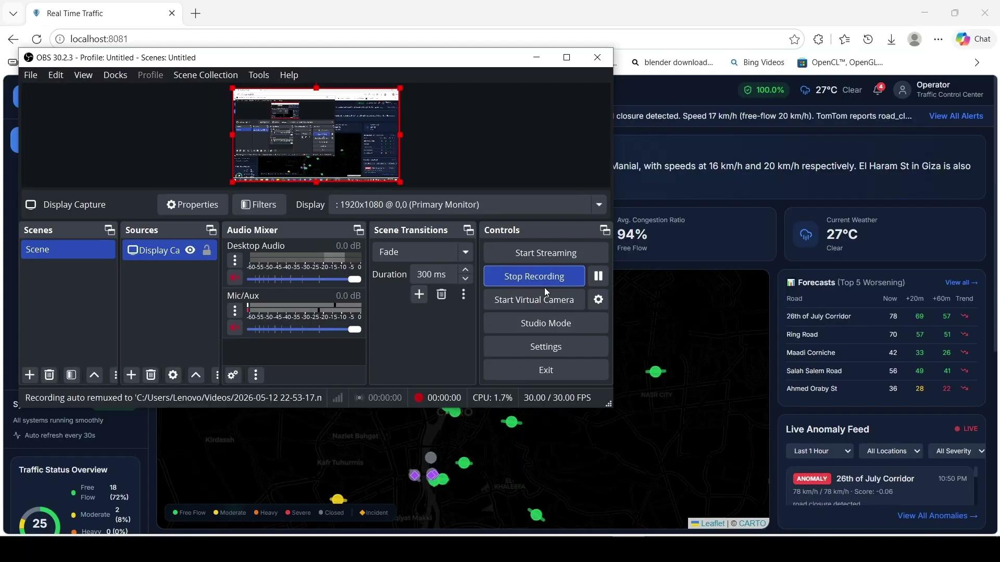 Real Time Traffic
localhost:8081
Chat
OBS 30.2.3 - Profile: Untitled - Scenes: Untitled
blender download...
Bing Videos
OpenCL™, OpenGL...
File Edit View Docks Profile Scene Collection Tools Help
100.0%
27°C Clear
4
Operator
Traffic Control Center
closure detected. Speed 17 km/h (free-flow 20 km/h). TomTom reports road_cl...
View All Alerts
Manial, with speeds at 16 km/h and 20 km/h respectively. El Haram St in Giza is also
Display Capture
Properties
Filters
Display
: 1920x1080 @ 0,0 (Primary Monitor)
Scenes
Sources
Audio Mixer
Scene Transitions
Controls
Scene
Display Ca
Desktop Audio 0.0 dB
-60-55-50-45-40-35-30-25-20-15-10 -5 0
Mic/Aux 0.0 dB
-60-55-50-45-40-35-30-25-20-15-10 -5 0
Fade
Duration 300 ms
Start Streaming
Stop Recording
Start Virtual Camera
Studio Mode
Settings
Exit
Recording auto remuxed to 'C:/Users/Lenovo/Videos/2026-05-12 22-53-17.m
00:00:00
00:00:00
CPU: 1.7%
30.00 / 30.00 FPS
Avg. Congestion Ratio
94%
Free Flow
Current Weather
27°C
Clear
Forecasts (Top 5 Worsening)
View all →
Road Now +20m +60m Trend
26th of July Corridor 78 69 57
Ring Road 70 57 51
Maadi Corniche 42 33 26
Salah Salem Road 56 49 41
Ahmed Oraby St 36 28 22
Live Anomaly Feed
LIVE
Last 1 Hour
All Locations
All Severity
ANOMALY 26th of July Corridor 10:50 PM
78 km/h / 78 km/h · Score: -0.06
road closure detected
View All Anomalies →
All systems running smoothly
Auto refresh every 30s
Traffic Status Overview
25
Free Flow 18 (72%)
Moderate 2 (8%)
Heavy 0 (0%)
NASR CITY
Kirdasah
Nazlet Bahgat
Kafr Tuhurmis
EL-KHALEEFA
Free Flow Moderate Heavy Severe Closed Incident
qiyat Makki
Leaflet | © CARTO